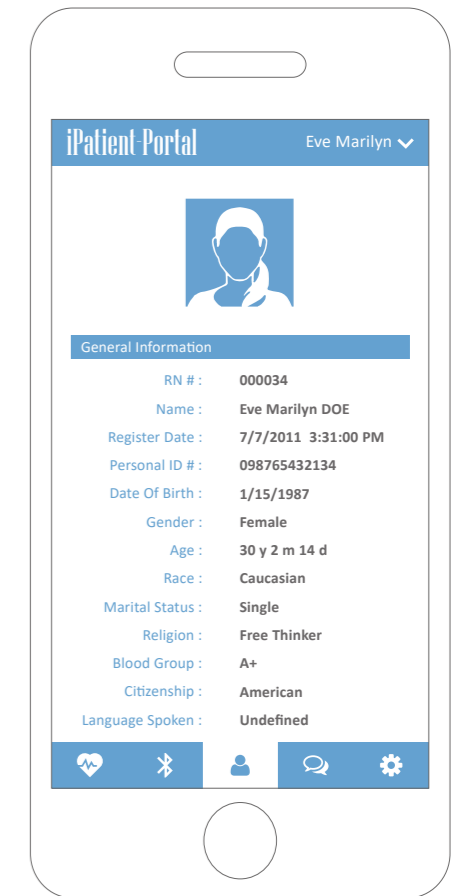 iPatient-Portal
Eve Marilyn
General Information
RN # : 000034
Name : Eve Marilyn DOE
Register Date : 7/7/2011 3:31:00 PM
Personal ID # : 098765432134
Date Of Birth : 1/15/1987
Gender : Female
Age : 30 y 2 m 14 d
Race : Caucasian
Marital Status : Single
Religion : Free Thinker
Blood Group : A+
Citizenship : American
Language Spoken : Undefined